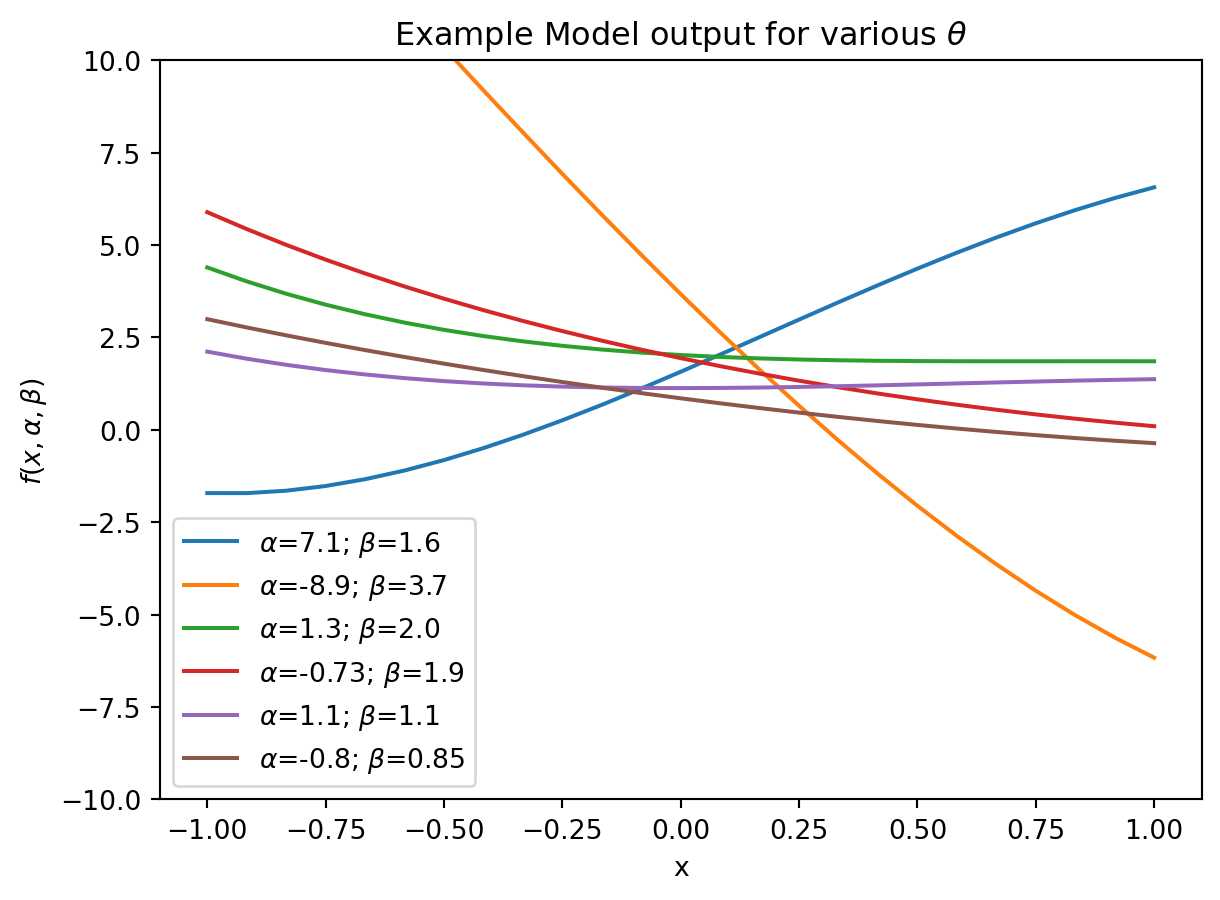 Example Model output for various θ
10.0
7.5
5.0
2.5
0.0
−2.5
−5.0
−7.5
−10.0
f(x, α, β)
α=7.1; β=1.6
α=-8.9; β=3.7
α=1.3; β=2.0
α=-0.73; β=1.9
α=1.1; β=1.1
α=-0.8; β=0.85
−1.00 −0.75 −0.50 −0.25 0.00 0.25 0.50 0.75 1.00
x